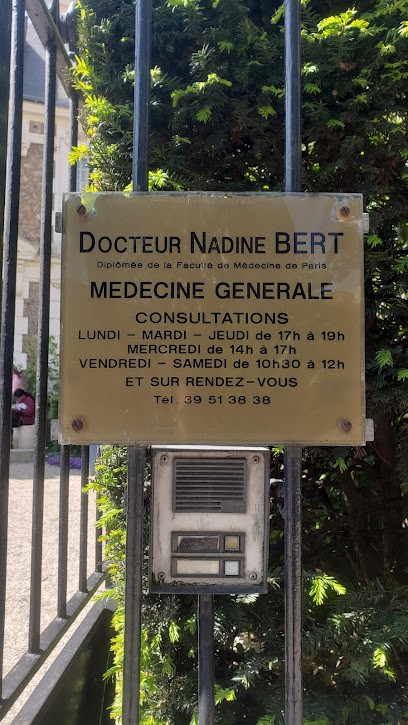 DOCTEUR NADINE BERT
Diplômée de la Faculté de Médecine de Paris
MEDECINE GENERALE
CONSULTATIONS
LUNDI – MARDI – JEUDI de 17h à 19h
MERCREDI de 14h à 17h
VENDREDI – SAMEDI de 10h30 à 12h
ET SUR RENDEZ–VOUS
Tél. 39 51 38 38